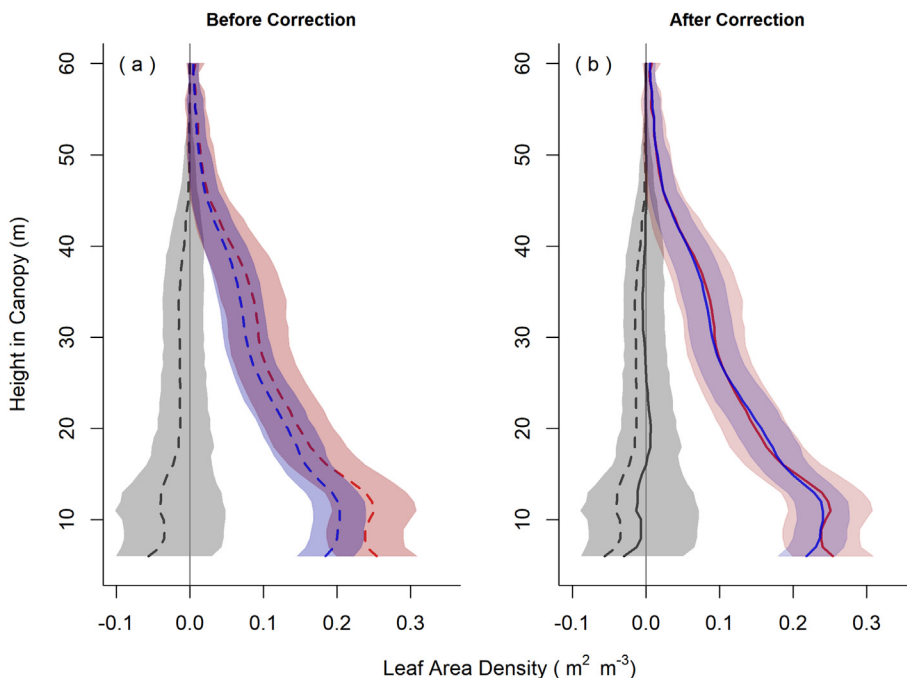 Before Correction
After Correction
( a )
( b )
Height in Canopy (m)
60
50
40
30
20
10
60
50
40
30
20
10
-0.1 0.0 0.1 0.2 0.3
-0.1 0.0 0.1 0.2 0.3
Leaf Area Density ( m² m⁻³)